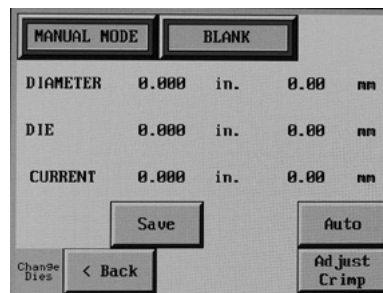 MANUAL MODE BLANK
DIAMETER 0.000 in. 0.00 mm
DIE 0.000 in. 0.00 mm
CURRENT 0.000 in. 0.00 mm
Save Auto
Change
Dies
< Back
Adjust
Crimp